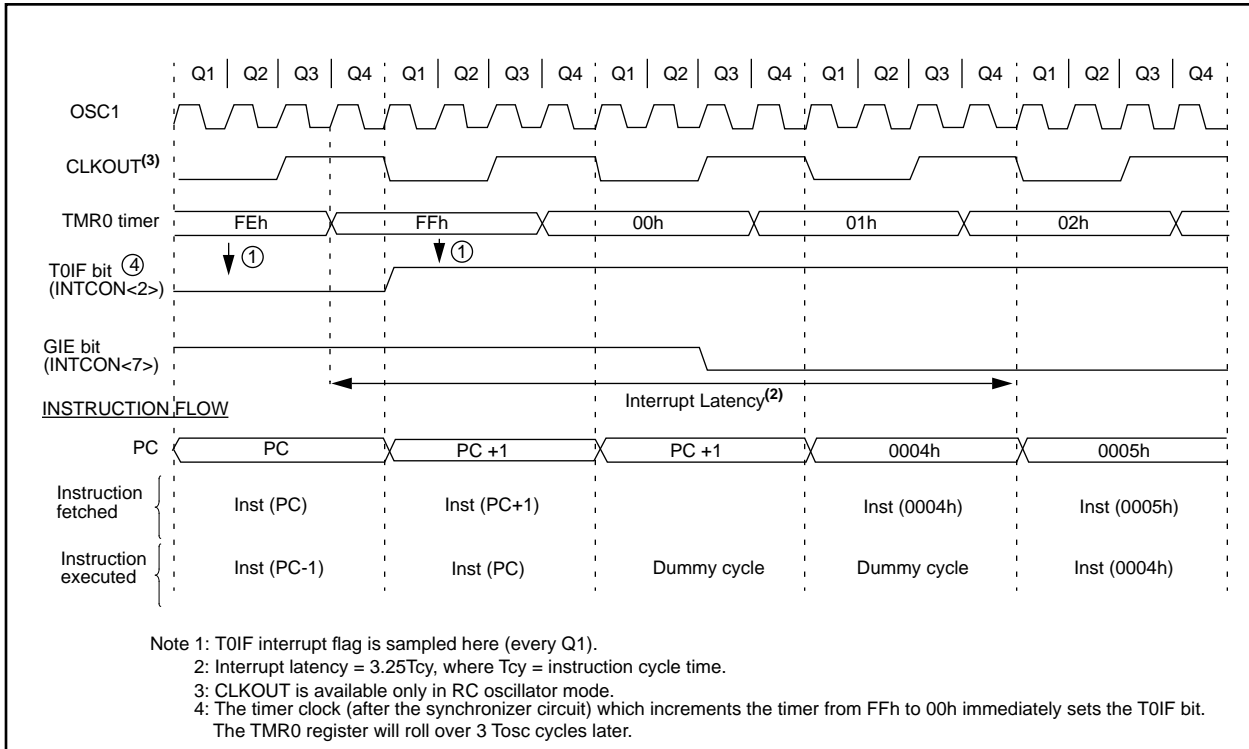 Q1 Q2 Q3 Q4 Q1 Q2 Q3 Q4 Q1 Q2 Q3 Q4 Q1 Q2 Q3 Q4 Q1 Q2 Q3 Q4
OSC1
CLKOUT(3)
TMR0 timer FEh FFh 00h 01h 02h
1 1
T0IF bit 4
(INTCON<2>)
GIE bit
(INTCON<7>)
Interrupt Latency(2)
INSTRUCTION FLOW
PC PC PC +1 PC +1 0004h 0005h
Instruction
fetched
Inst (PC) Inst (PC+1) Inst (0004h) Inst (0005h)
Instruction
executed
Inst (PC-1) Inst (PC) Dummy cycle Dummy cycle Inst (0004h)
Note 1: T0IF interrupt flag is sampled here (every Q1).
2: Interrupt latency = 3.25Tcy, where Tcy = instruction cycle time.
3: CLKOUT is available only in RC oscillator mode.
4: The timer clock (after the synchronizer circuit) which increments the timer from FFh to 00h immediately sets the T0IF bit.
The TMR0 register will roll over 3 Tosc cycles later.